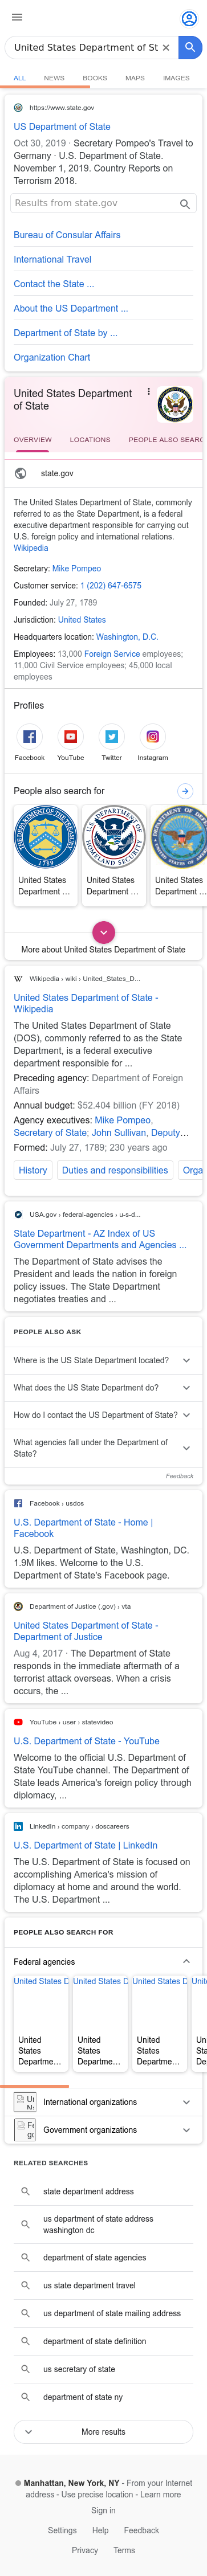 United States Department of St
ALL NEWS BOOKS MAPS IMAGES
https://www.state.gov
US Department of State
Oct 30, 2019 · Secretary Pompeo's Travel to
Germany · U.S. Department of State.
November 1, 2019. Country Reports on
Terrorism 2018.
Results from state.gov
Bureau of Consular Affairs
International Travel
Contact the State ...
About the US Department ...
Department of State by ...
Organization Chart
United States Department
of State
OVERVIEW LOCATIONS PEOPLE ALSO SEARC
state.gov
The United States Department of State, commonly
referred to as the State Department, is a federal
executive department responsible for carrying out
U.S. foreign policy and international relations.
Wikipedia
Secretary: Mike Pompeo
Customer service: 1 (202) 647-6575
Founded: July 27, 1789
Jurisdiction: United States
Headquarters location: Washington, D.C.
Employees: 13,000 Foreign Service employees;
11,000 Civil Service employees; 45,000 local
employees
Profiles
Facebook YouTube Twitter Instagram
People also search for
United States
Department ...
United States
Department ...
United States
Department ...
More about United States Department of State
Wikipedia › wiki › United_States_D...
United States Department of State -
Wikipedia
The United States Department of State
(DOS), commonly referred to as the State
Department, is a federal executive
department responsible for ...
Preceding agency: Department of Foreign
Affairs
Annual budget: $52.404 billion (FY 2018)
Agency executives: Mike Pompeo,
Secretary of State; John Sullivan, Deputy...
Formed: July 27, 1789; 230 years ago
History Duties and responsibilities Orga
USA.gov › federal-agencies › u-s-d...
State Department - AZ Index of US
Government Departments and Agencies ...
The Department of State advises the
President and leads the nation in foreign
policy issues. The State Department
negotiates treaties and ...
PEOPLE ALSO ASK
Where is the US State Department located?
What does the US State Department do?
How do I contact the US Department of State?
What agencies fall under the Department of
State?
Feedback
Facebook › usdos
U.S. Department of State - Home |
Facebook
U.S. Department of State, Washington, DC.
1.9M likes. Welcome to the U.S.
Department of State's Facebook page.
Department of Justice (.gov) › vta
United States Department of State -
Department of Justice
Aug 4, 2017 · The Department of State
responds in the immediate aftermath of a
terrorist attack overseas. When a crisis
occurs, the ...
YouTube › user › statevideo
U.S. Department of State - YouTube
Welcome to the official U.S. Department of
State YouTube channel. The Department of
State leads America's foreign policy through
diplomacy, ...
LinkedIn › company › doscareers
U.S. Department of State | LinkedIn
The U.S. Department of State is focused on
accomplishing America's mission of
diplomacy at home and around the world.
The U.S. Department ...
PEOPLE ALSO SEARCH FOR
Federal agencies
United States D United States D United States D Unite
United
States
Departme...
United
States
Departme...
United
States
Departme...
International organizations
Government organizations
RELATED SEARCHES
state department address
us department of state address
washington dc
department of state agencies
us state department travel
us department of state mailing address
department of state definition
us secretary of state
department of state ny
More results
Manhattan, New York, NY - From your Internet
address - Use precise location - Learn more
Sign in
Settings Help Feedback
Privacy Terms